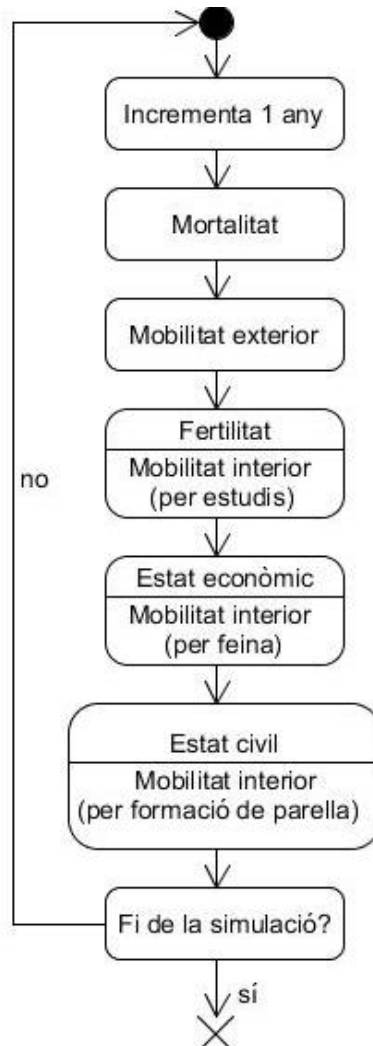 Incrementa 1 any
Mortalitat
Mobilitat exterior
Fertilitat
Mobilitat interior
(per estudis)
no
Estat econòmic
Mobilitat interior
(per feina)
Estat civil
Mobilitat interior
(per formació de parella)
Fi de la simulació?
sí